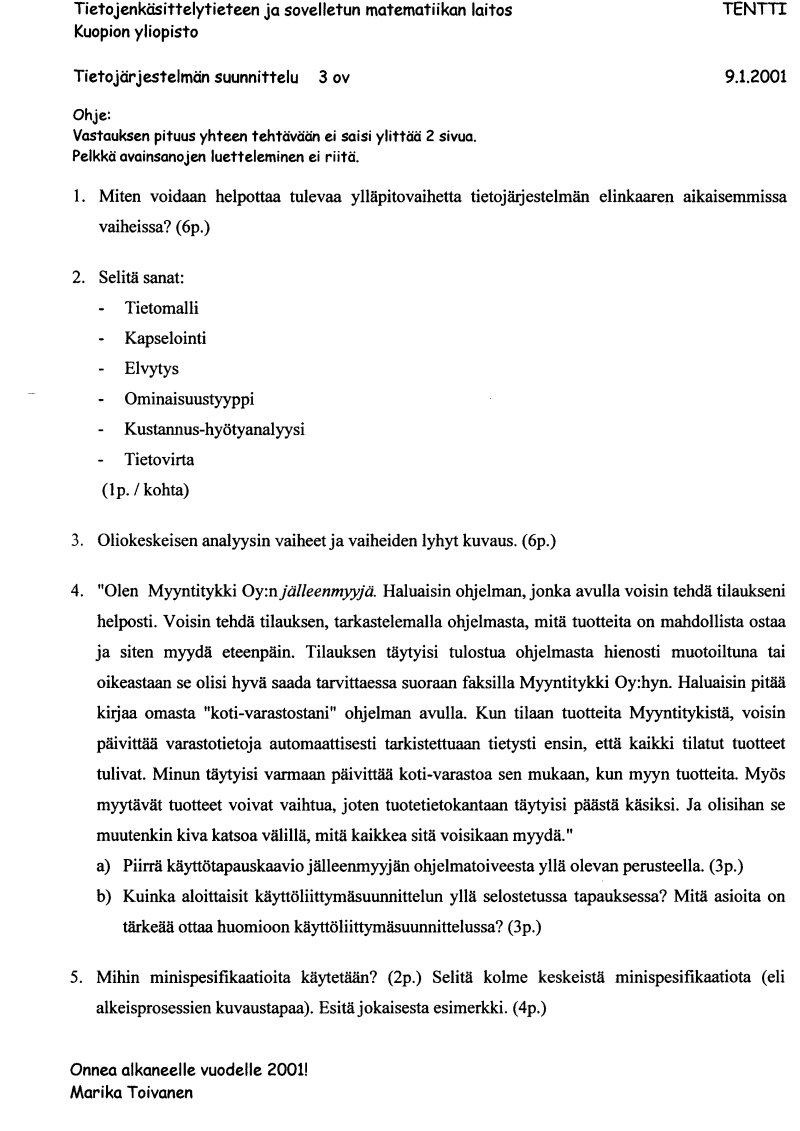 Tietojenkäsittelytieteen ja sovelletun matematiikan laitos TENTTI
Kuopion yliopisto
Tietojärjestelmän suunnittelu 3 ov 9.1.2001
Ohje:
Vastauksen pituus yhteen tehtävään ei saisi ylittää 2 sivua.
Pelkkä avainsanojen luetteleminen ei riitä.
1. Miten voidaan helpottaa tulevaa ylläpitovaihetta tietojärjestelmän elinkaaren aikaisemmissa
vaiheissa? (6p.)
2. Selitä sanat:
- Tietomalli
- Kapselointi
- Elvytys
- Ominaisuustyyppi
- Kustannus-hyötyanalyysi
- Tietovirta
(1p. / kohta)
3. Oliokeskeisen analyysin vaiheet ja vaiheiden lyhyt kuvaus. (6p.)
4. "Olen Myyntitykki Oy:n jälleenmyyjä. Haluaisin ohjelman, jonka avulla voisin tehdä tilaukseni
helposti. Voisin tehdä tilauksen, tarkastelemalla ohjelmasta, mitä tuotteita on mahdollista ostaa
ja siten myydä eteenpäin. Tilauksen täytyisi tulostua ohjelmasta hienosti muotoiltuna tai
oikeastaan se olisi hyvä saada tarvittaessa suoraan faksilla Myyntitykki Oy:hyn. Haluaisin pitää
kirjaa omasta "koti-varastostani" ohjelman avulla. Kun tilaan tuotteita Myyntitykistä, voisin
päivittää varastotietoja automaattisesti tarkistettuaan tietysti ensin, että kaikki tilatut tuotteet
tulivat. Minun täytyisi varmaan päivittää koti-varastoa sen mukaan, kun myyn tuotteita. Myös
myytävät tuotteet voivat vaihtua, joten tuotetietokantaan täytyisi päästä käsiksi. Ja olisihan se
muutenkin kiva katsoa välillä, mitä kaikkea sitä voisikaan myydä."
a) Piirrä käyttötapauskaavio jälleenmyyjän ohjelmatoiveesta yllä olevan perusteella. (3p.)
b) Kuinka aloittaisit käyttöliittymäsuunnittelun yllä selostetussa tapauksessa? Mitä asioita on
tärkeää ottaa huomioon käyttöliittymäsuunnittelussa? (3p.)
5. Mihin minispesifikaatioita käytetään? (2p.) Selitä kolme keskeistä minispesifikaatiota (eli
alkeisprosessien kuvaustapaa). Esitä jokaisesta esimerkki. (4p.)
Onnea alkaneelle vuodelle 2001!
Marika Toivanen